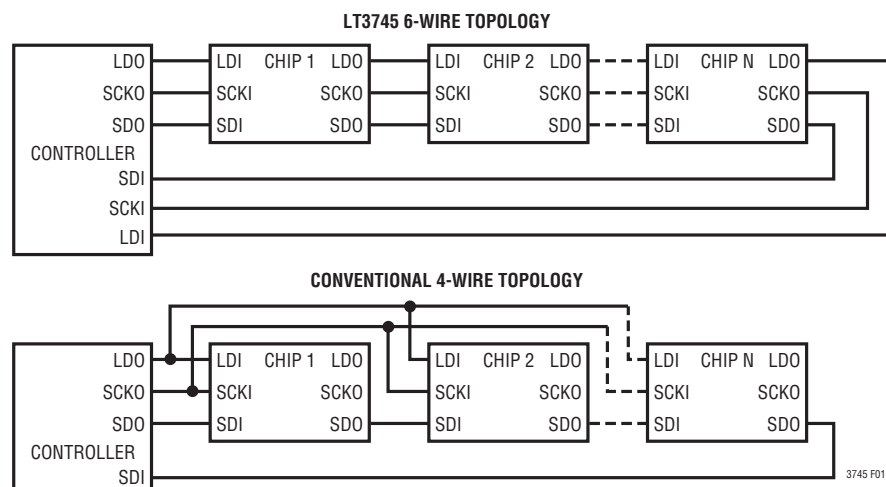 LT3745 6-WIRE TOPOLOGY
LDO LDI CHIP 1 LDO LDI CHIP 2 LDO LDI CHIP N LDO
SCKO SCKI SCKO SCKI SCKO SCKI SCKO
SDO SDI SDO SDI SDO SDI SDO
CONTROLLER
SDI
SCKI
LDI
CONVENTIONAL 4-WIRE TOPOLOGY
LDO LDI CHIP 1 LDO LDI CHIP 2 LDO LDI CHIP N LDO
SCKO SCKI SCKO SCKI SCKO SCKI SCKO
SDO SDI SDO SDI SDO SDI SDO
CONTROLLER
SDI
3745 F01